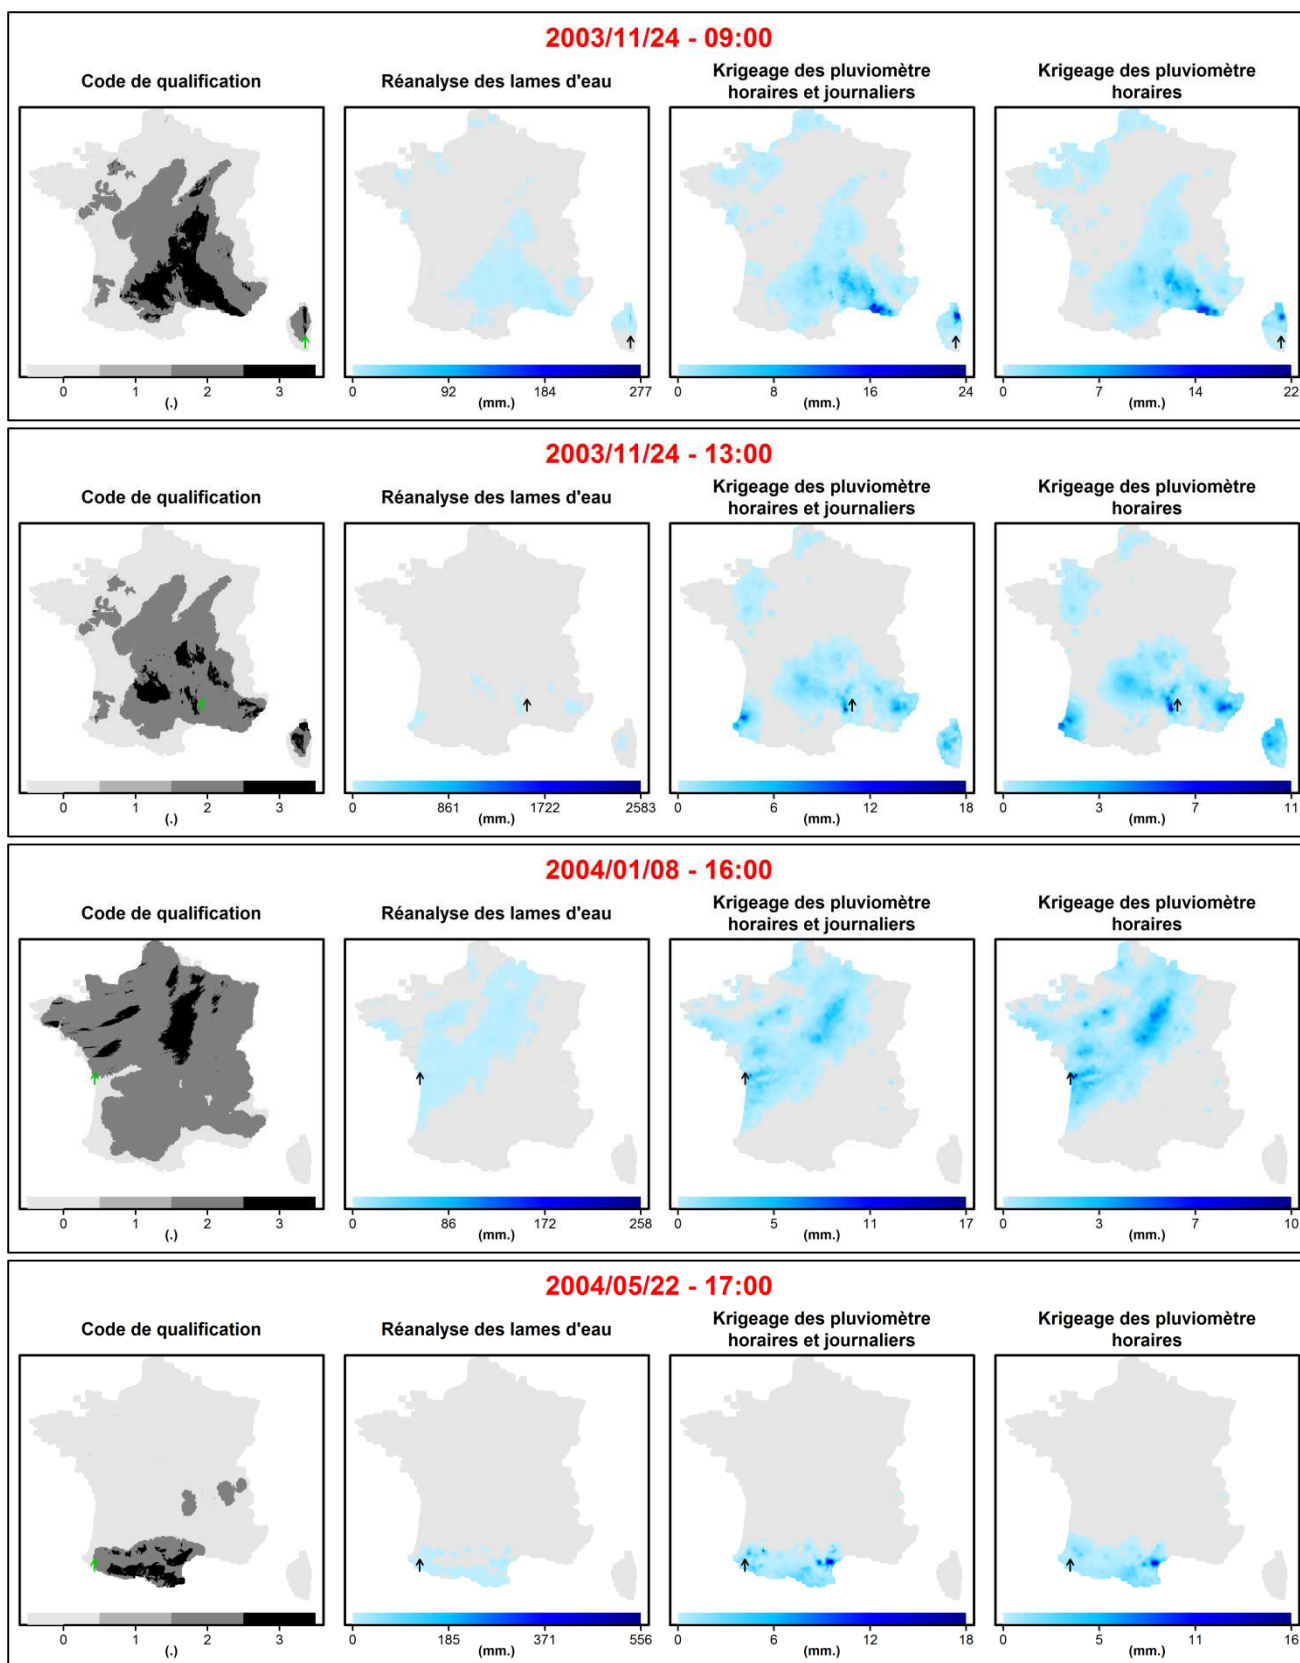 2003/11/24 - 09:00
Code de qualification
Réanalyse des lames d'eau
Krigeage des pluviomètre
horaires et journaliers
Krigeage des pluviomètre
horaires
0 1 2 3
(.)
0 92 184 277
(mm.)
0 8 16 24
(mm.)
0 7 14 22
(mm.)
2003/11/24 - 13:00
Code de qualification
Réanalyse des lames d'eau
Krigeage des pluviomètre
horaires et journaliers
Krigeage des pluviomètre
horaires
0 1 2 3
(.)
0 861 1722 2583
(mm.)
0 6 12 18
(mm.)
0 3 7 11
(mm.)
2004/01/08 - 16:00
Code de qualification
Réanalyse des lames d'eau
Krigeage des pluviomètre
horaires et journaliers
Krigeage des pluviomètre
horaires
0 1 2 3
(.)
0 86 172 258
(mm.)
0 5 11 17
(mm.)
0 3 7 10
(mm.)
2004/05/22 - 17:00
Code de qualification
Réanalyse des lames d'eau
Krigeage des pluviomètre
horaires et journaliers
Krigeage des pluviomètre
horaires
0 1 2 3
(.)
0 185 371 556
(mm.)
0 6 12 18
(mm.)
0 5 11 16
(mm.)